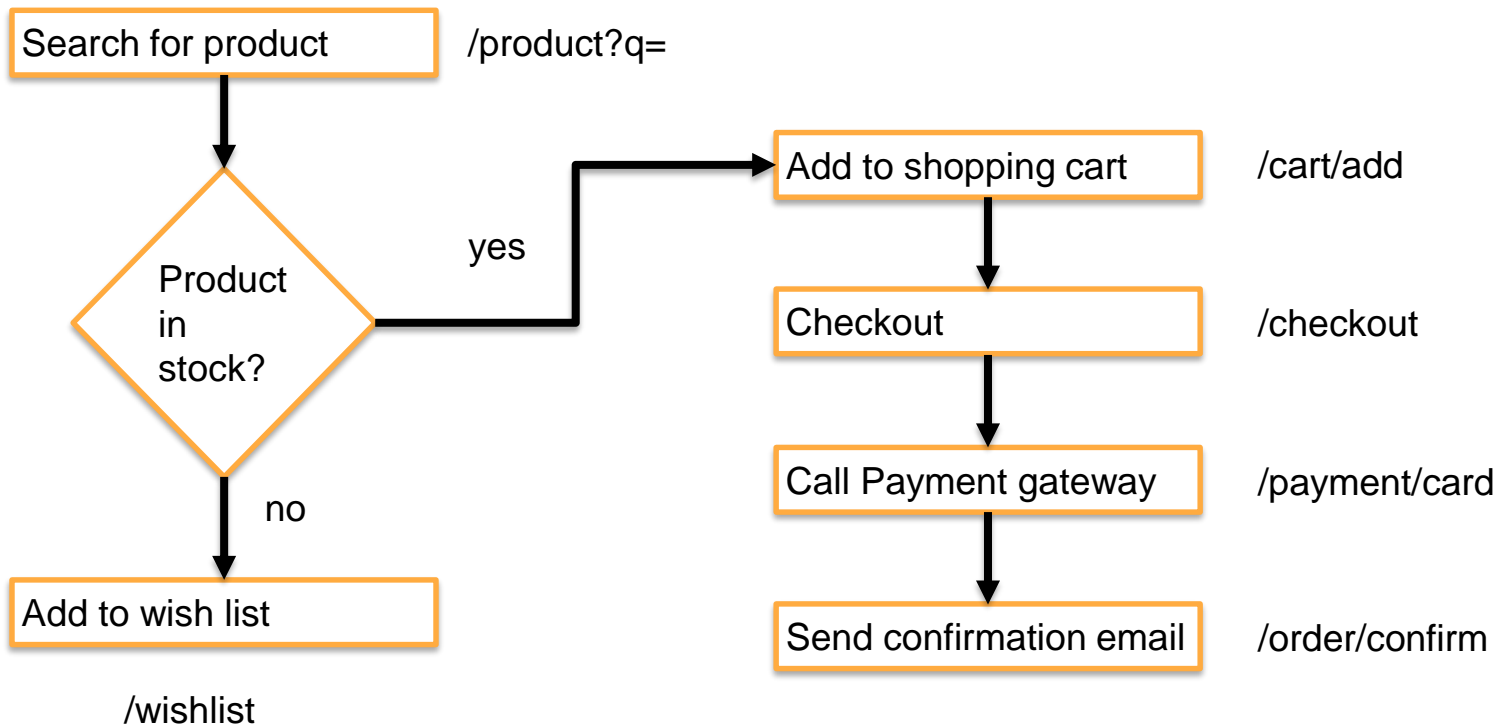 Search for product
/product?q=
Product
in
stock?
yes
no
Add to wish list
/wishlist
Add to shopping cart
/cart/add
Checkout
/checkout
Call Payment gateway
/payment/card
Send confirmation email
/order/confirm